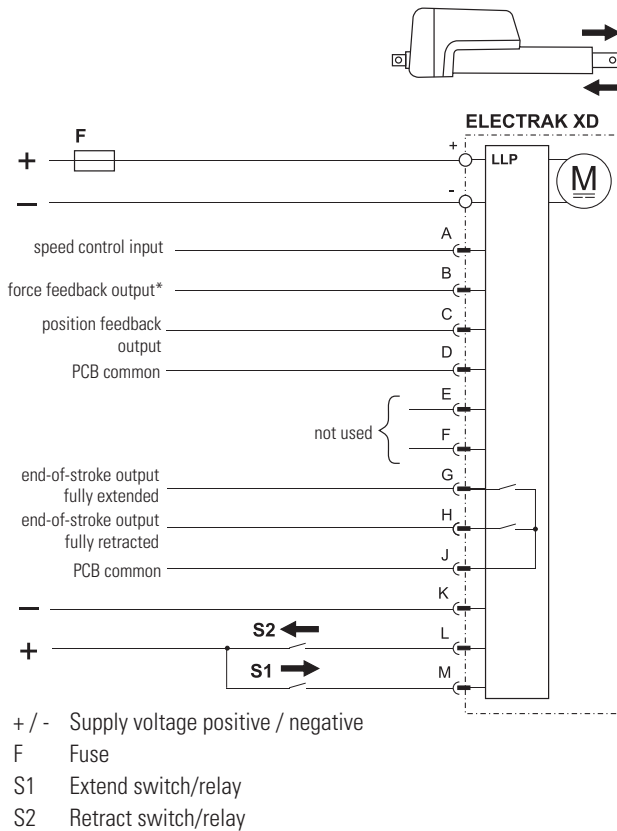 ELECTRAK XD
F
+
+
LLP
M
-
—
A
speed control input
B
force feedback output*
C
position feedback
output
D
PCB common
E
not used
F
G
end-of-stroke output
fully extended
H
end-of-stroke output
fully retracted
J
PCB common
K
—
S2
L
+
S1
M
+ / - Supply voltage positive / negative
F Fuse
S1 Extend switch/relay
S2 Retract switch/relay